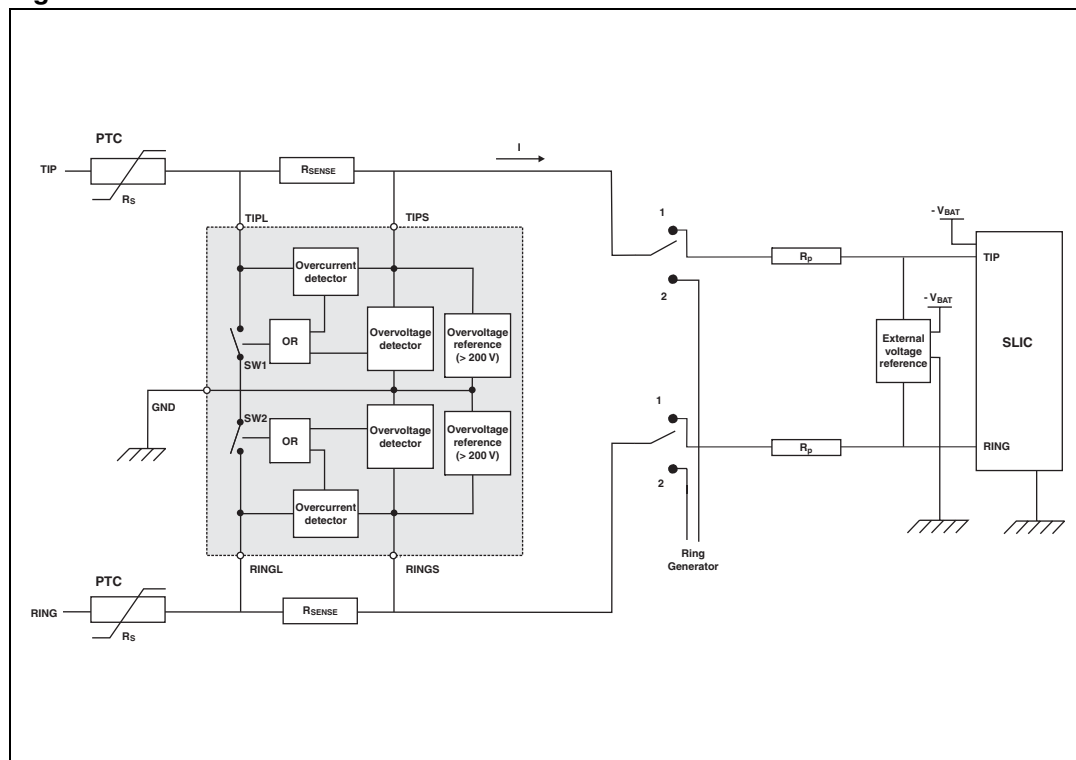 PTC
I
TIP
RSENSE
RS
TIPL
TIPS
1
- VBAT
Overcurrent
detector
Rp
TIP
2
- VBAT
OR
Overvoltage
detector
Overvoltage
reference
(> 200 V)
External
voltage
reference
SLIC
SW1
GND
SW2
1
OR
Overvoltage
detector
Overvoltage
reference
(> 200 V)
Rp
RING
2
Overcurrent
detector
Ring
Generator
RINGL
RINGS
PTC
RING
RSENSE
RS